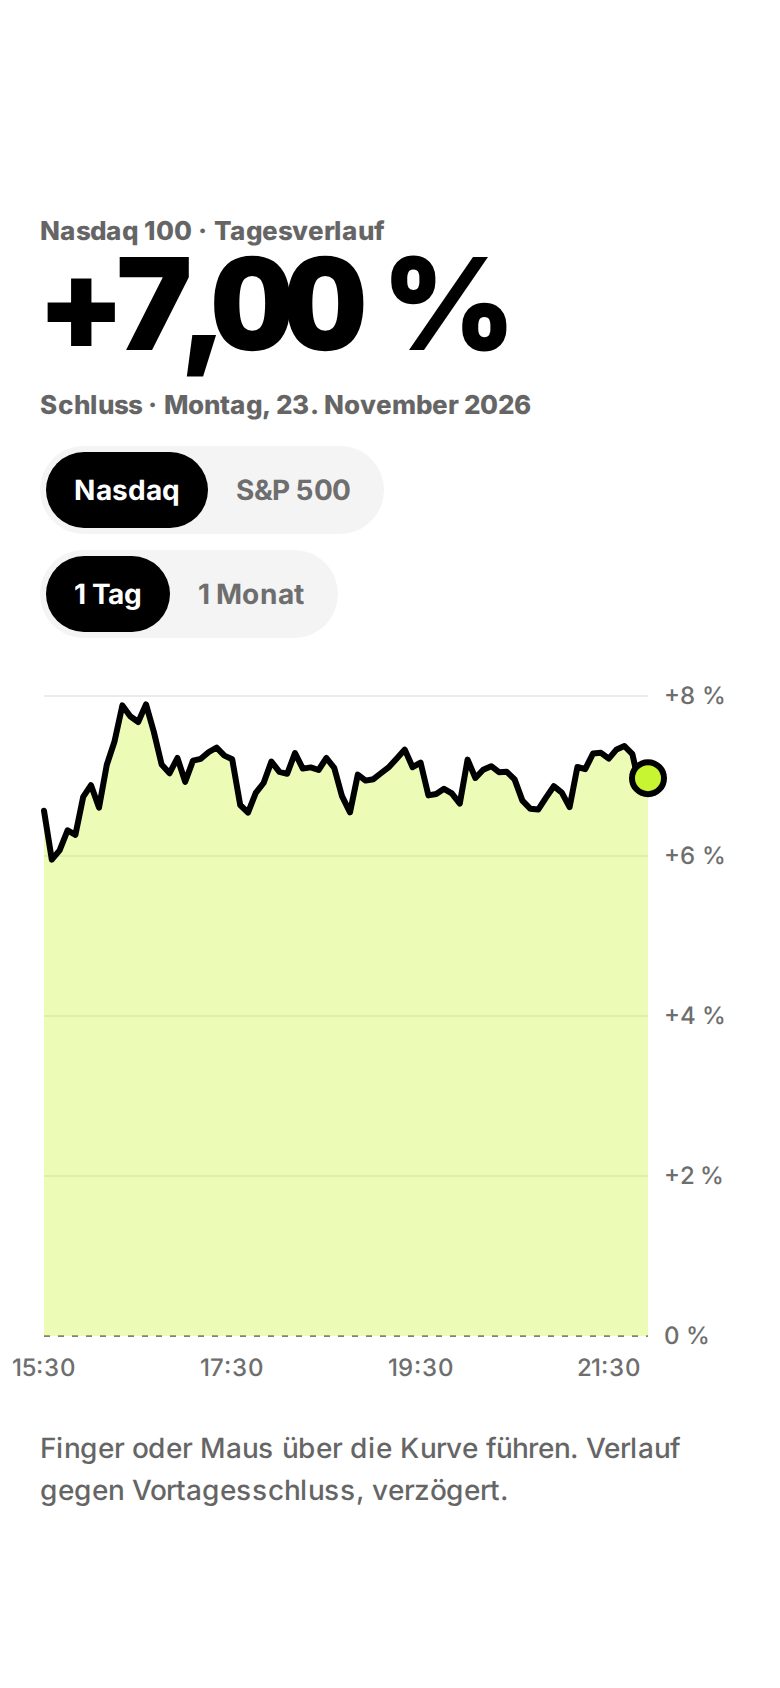 Nasdaq 100 · Tagesverlauf
+7,00 %
Schluss · Montag, 23. November 2026
Nasdaq S&P 500
1 Tag 1 Monat
+8 %
+6 %
+4 %
+2 %
0 %
15:30 17:30 19:30 21:30
Finger oder Maus über die Kurve führen. Verlauf
gegen Vortagesschluss, verzögert.